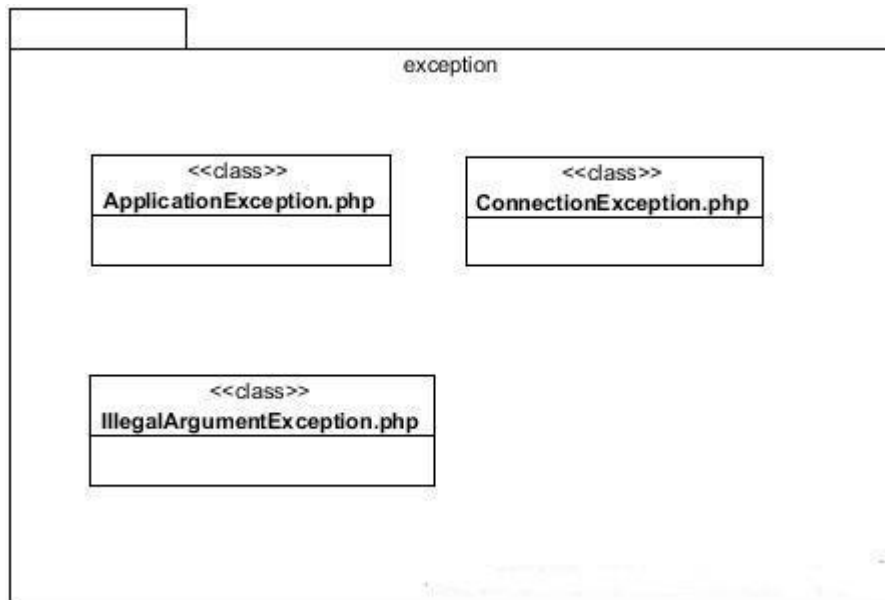 exception
<<class>>
ApplicationException.php
<<class>>
ConnectionException.php
<<class>>
IllegalArgumentException.php